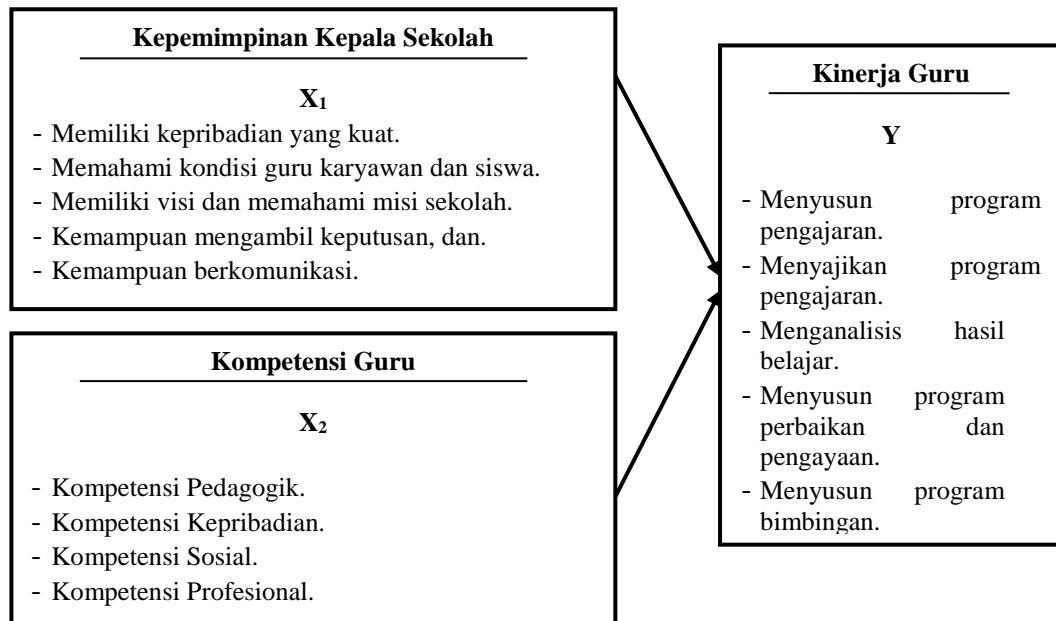 Kepemimpinan Kepala Sekolah
X₁
- Memiliki kepribadian yang kuat.
- Memahami kondisi guru karyawan dan siswa.
- Memiliki visi dan memahami misi sekolah.
- Kemampuan mengambil keputusan, dan.
- Kemampuan berkomunikasi.
Kompetensi Guru
X₂
- Kompetensi Pedagogik.
- Kompetensi Kepribadian.
- Kompetensi Sosial.
- Kompetensi Profesional.
Kinerja Guru
Y
- Menyusun program
pengajaran.
- Menyajikan program
pengajaran.
- Menganalisis hasil
belajar.
- Menyusun program
perbaikan dan
pengayaan.
- Menyusun program
bimbingan.